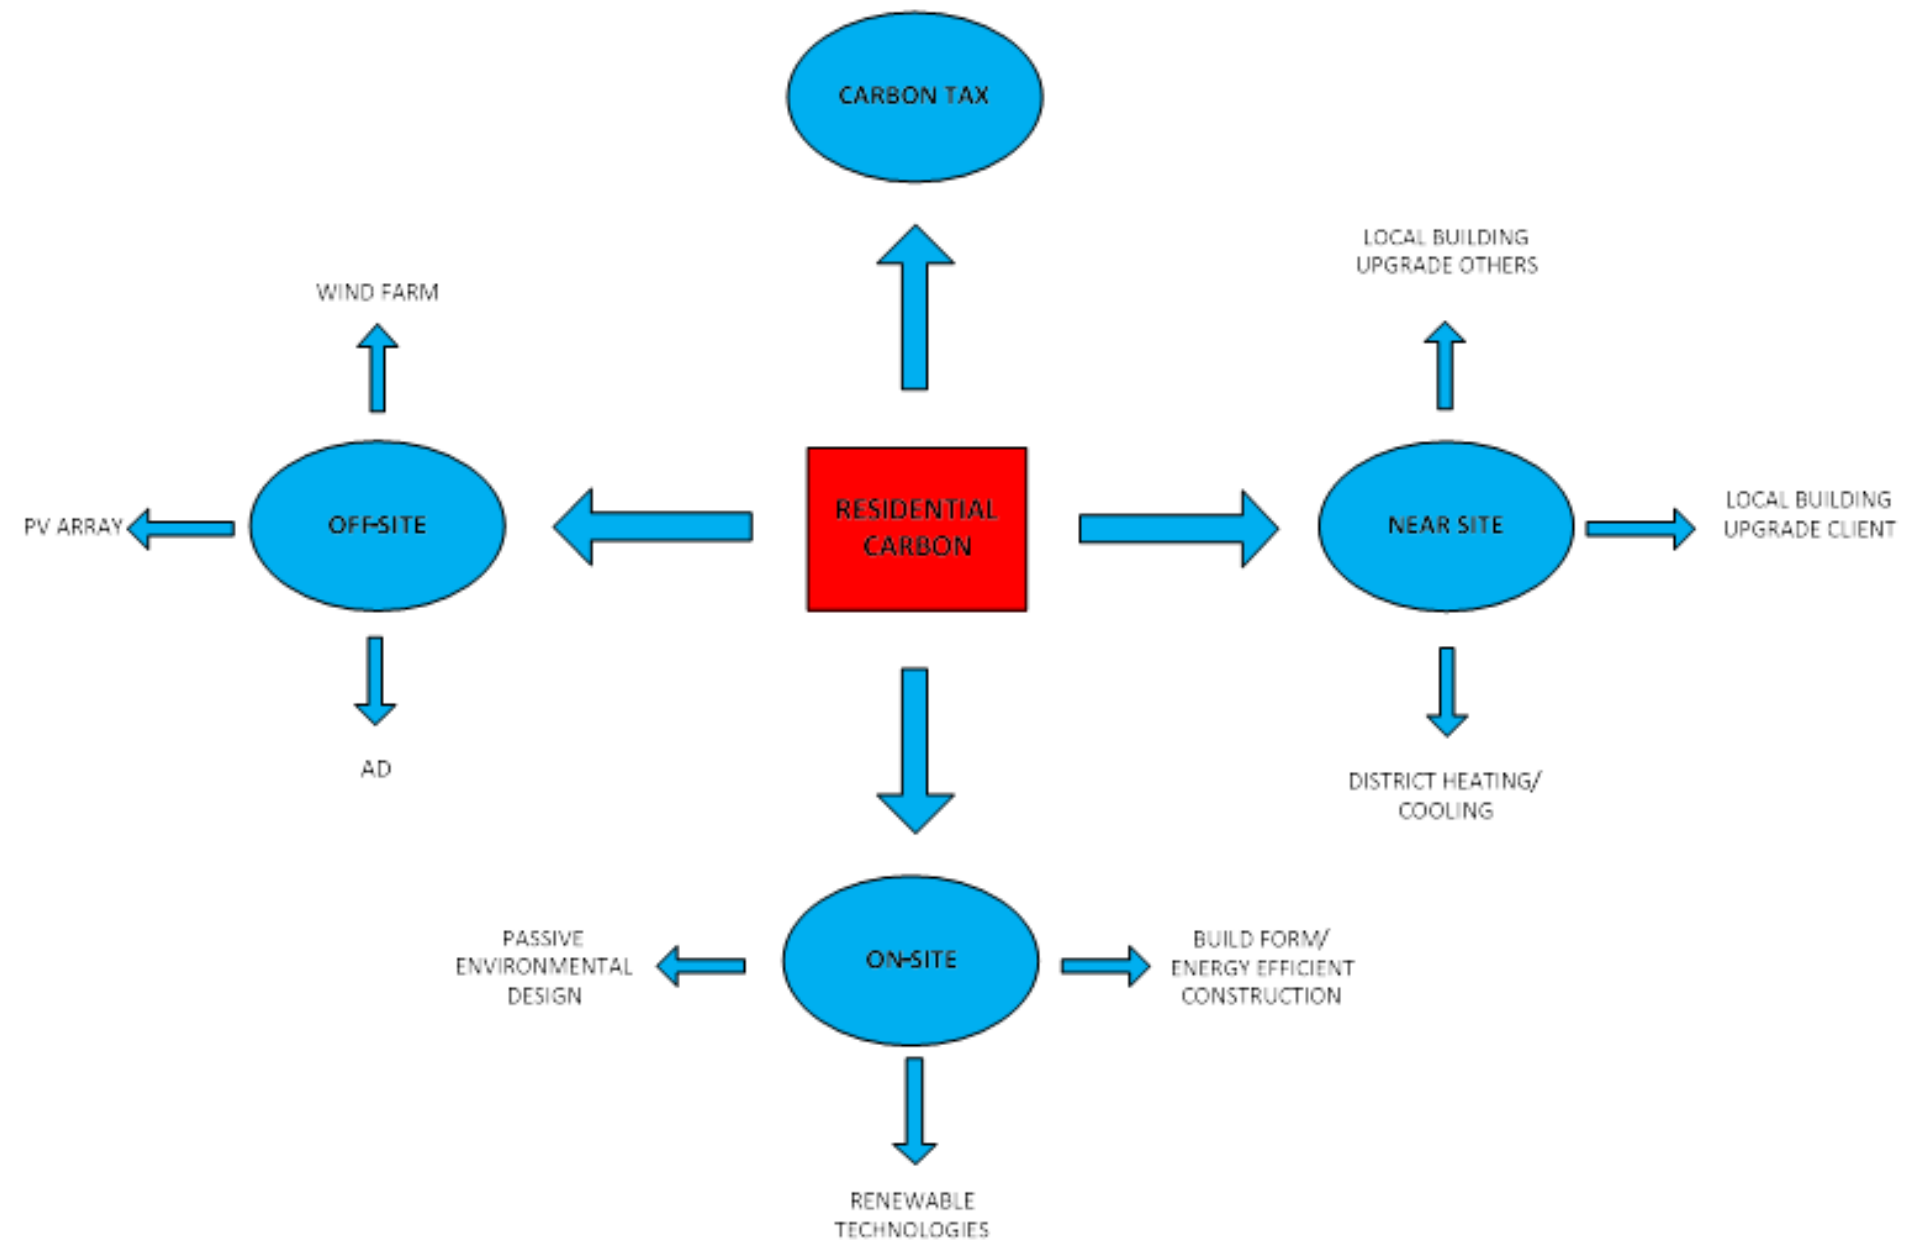 CARBON TAX
LOCAL BUILDING
UPGRADE OTHERS
WIND FARM
PV ARRAY
OFF-SITE
RESIDENTIAL
CARBON
NEAR SITE
LOCAL BUILDING
UPGRADE CLIENT
AD
DISTRICT HEATING/
COOLING
PASSIVE
ENVIRONMENTAL
DESIGN
ON-SITE
BUILD FORM/
ENERGY EFFICIENT
CONSTRUCTION
RENEWABLE
TECHNOLOGIES